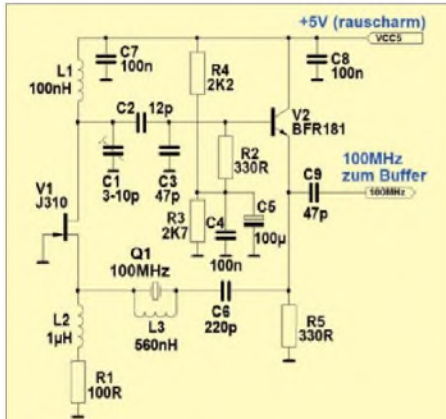 +5V (rauscharm)
VCC5
C7
100n
C8
100n
L1
100nH
R4
2K2
C2
12p
V2
BFR181
C1
3-10p
C3
47p
R2
330R
100MHz
zum Buffer
C9
47p
100MHz
V1
J310
R3
2K7
C4
100n
C5
100µ
Q1
100MHz
L3
560nH
C6
220p
L2
1µH
R5
330R
R1
100R